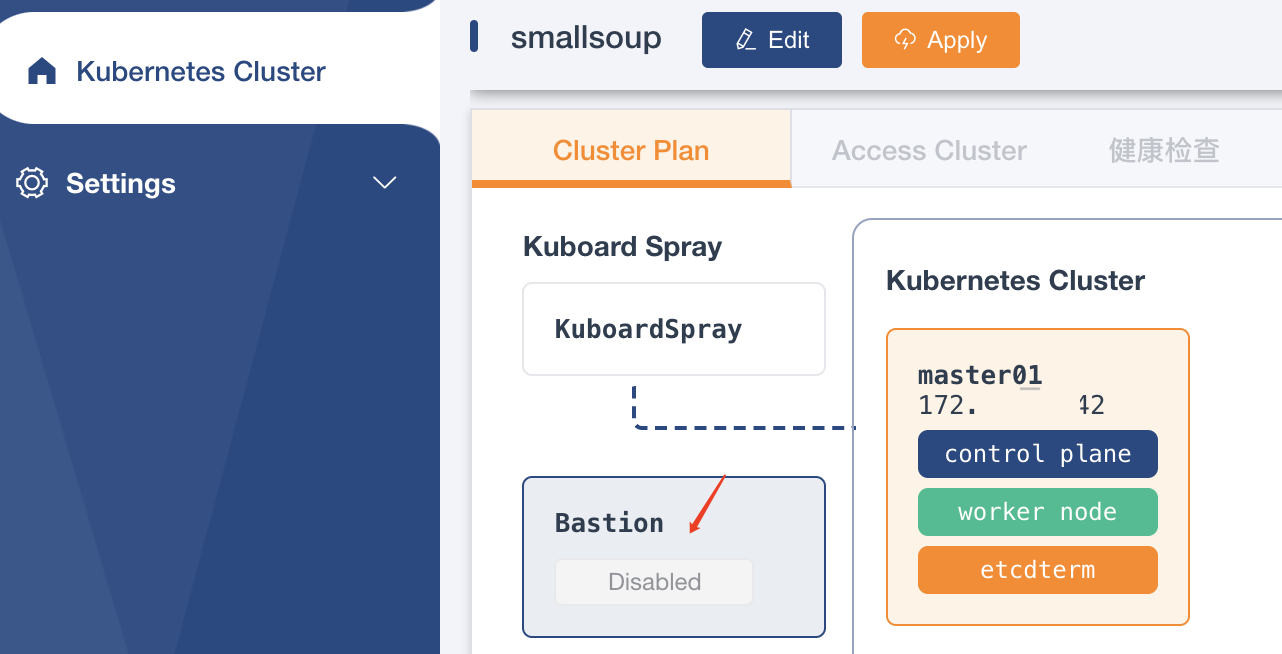 Kubernetes Cluster
Settings
smallsoup
Edit
Apply
Cluster Plan
Access Cluster
健康检查
Kuboard Spray
KuboardSpray
Bastion
Disabled
Kubernetes Cluster
master01
172. 42
control plane
worker node
etcdterm